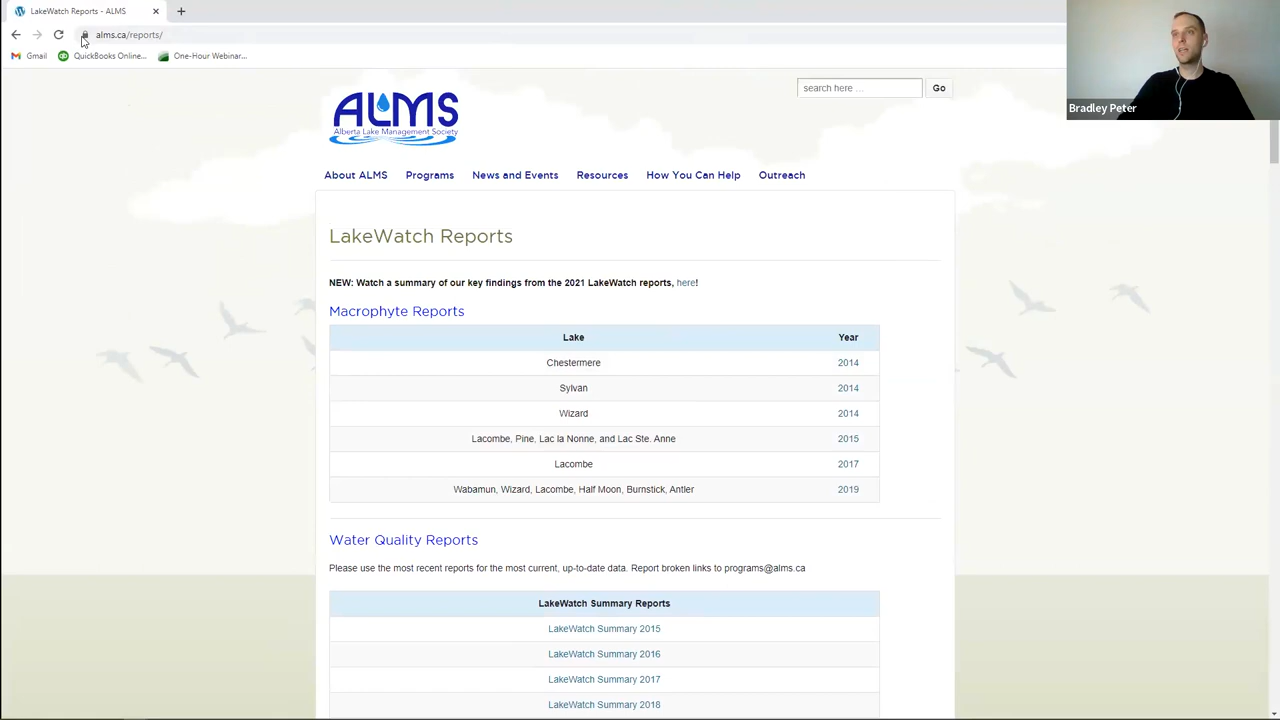 LakeWatch Reports - ALMS
alms.ca/reports/
Gmail QuickBooks Online... One-Hour Webinar...
Bradley Peter
search here ... Go
ALMS
Alberta Lake Management Society
About ALMS Programs News and Events Resources How You Can Help Outreach
LakeWatch Reports
NEW: Watch a summary of our key findings from the 2021 LakeWatch reports, here!
Macrophyte Reports
Lake Year
Chestermere 2014
Sylvan 2014
Wizard 2014
Lacombe, Pine, Lac la Nonne, and Lac Ste. Anne 2015
Lacombe 2017
Wabamun, Wizard, Lacombe, Half Moon, Burnstick, Antler 2019
Water Quality Reports
Please use the most recent reports for the most current, up-to-date data. Report broken links to programs@alms.ca
LakeWatch Summary Reports
LakeWatch Summary 2015
LakeWatch Summary 2016
LakeWatch Summary 2017
LakeWatch Summary 2018